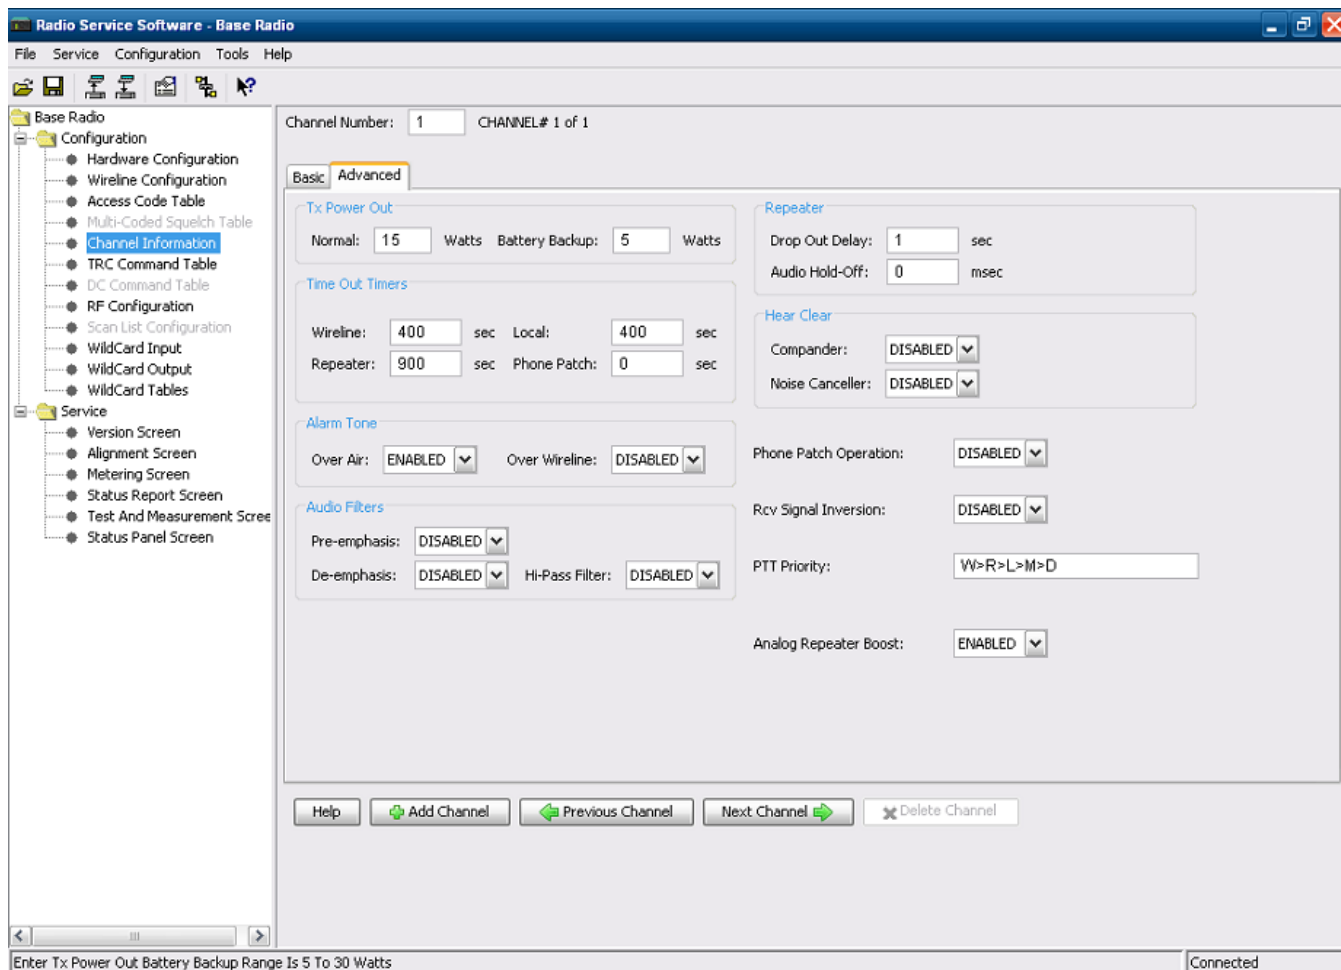 Radio Service Software - Base Radio
File Service Configuration Tools Help
Base Radio
Configuration
Hardware Configuration
Wireline Configuration
Access Code Table
Multi-Coded Squelch Table
Channel Information
TRC Command Table
DC Command Table
RF Configuration
Scan List Configuration
WildCard Input
WildCard Output
WildCard Tables
Service
Version Screen
Alignment Screen
Metering Screen
Status Report Screen
Test And Measurement Scree
Status Panel Screen
Channel Number: 1 CHANNEL# 1 of 1
Basic Advanced
Tx Power Out
Normal: 15 Watts Battery Backup: 5 Watts
Time Out Timers
Wireline: 400 sec Local: 400 sec
Repeater: 900 sec Phone Patch: 0 sec
Alarm Tone
Over Air: ENABLED Over Wireline: DISABLED
Audio Filters
Pre-emphasis: DISABLED
De-emphasis: DISABLED Hi-Pass Filter: DISABLED
Repeater
Drop Out Delay: 1 sec
Audio Hold-Off: 0 msec
Hear Clear
Compander: DISABLED
Noise Canceller: DISABLED
Phone Patch Operation: DISABLED
Rcv Signal Inversion: DISABLED
PTT Priority: W>R>L>M>D
Analog Repeater Boost: ENABLED
Help Add Channel Previous Channel Next Channel Delete Channel
Enter Tx Power Out Battery Backup Range Is 5 To 30 Watts Connected